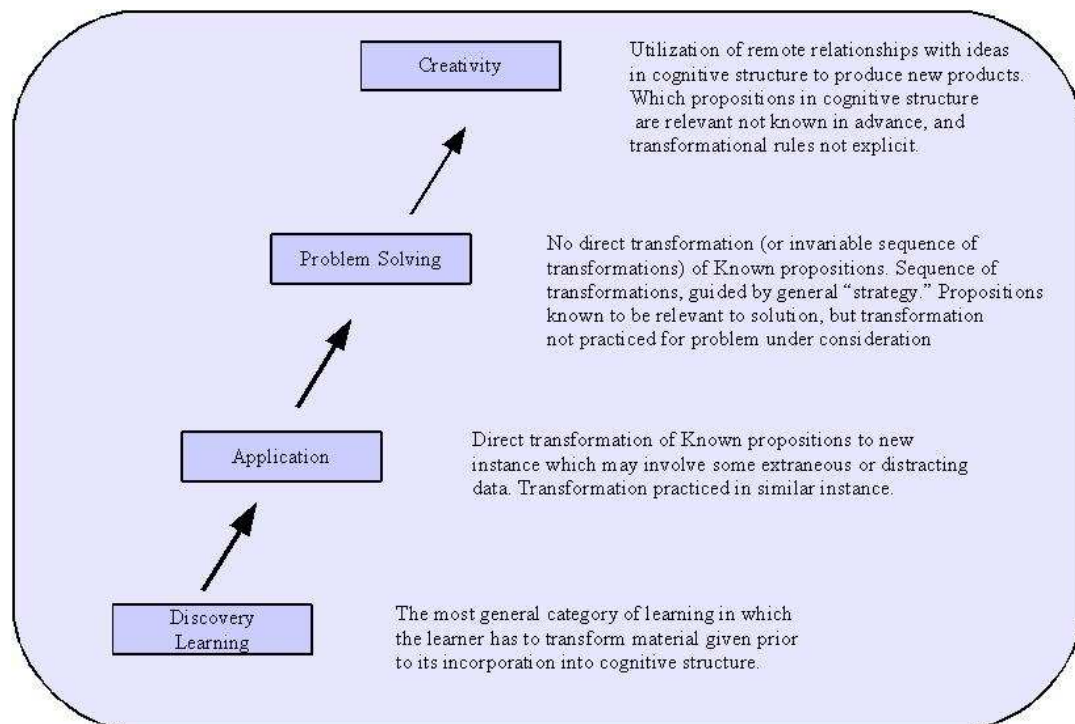 Creativity
Utilization of remote relationships with ideas
in cognitive structure to produce new products.
Which propositions in cognitive structure
are relevant not known in advance, and
transformational rules not explicit.
Problem Solving
No direct transformation (or invariable sequence of
transformations) of Known propositions. Sequence of
transformations, guided by general “strategy.” Propositions
known to be relevant to solution, but transformation
not practiced for problem under consideration
Application
Direct transformation of Known propositions to new
instance which may involve some extraneous or distracting
data. Transformation practiced in similar instance.
Discovery
Learning
The most general category of learning in which
the learner has to transform material given prior
to its incorporation into cognitive structure.